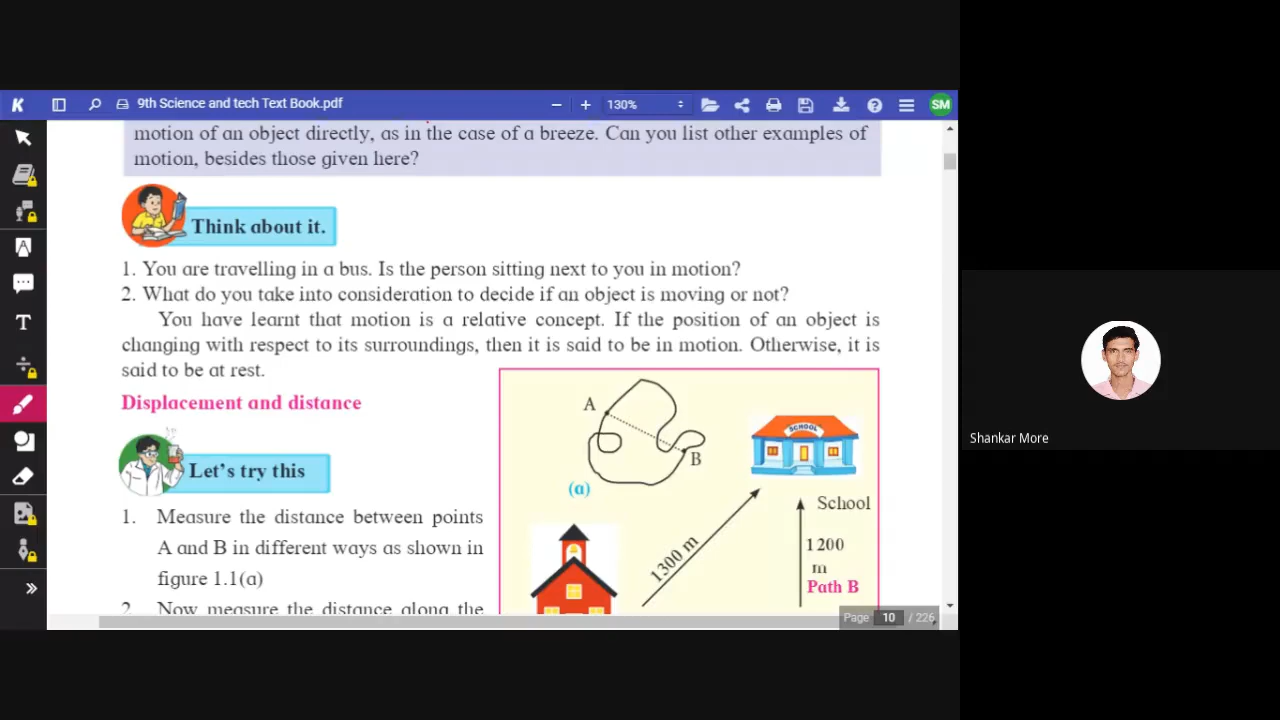 K
9th Science and tech Text Book.pdf
130%
SM
motion of an object directly, as in the case of a breeze. Can you list other examples of
motion, besides those given here?
Think about it.
1. You are travelling in a bus. Is the person sitting next to you in motion?
2. What do you take into consideration to decide if an object is moving or not?
You have learnt that motion is a relative concept. If the position of an object is
changing with respect to its surroundings, then it is said to be in motion. Otherwise, it is
said to be at rest.
Displacement and distance
Let's try this
1. Measure the distance between points
A and B in different ways as shown in
figure 1.1(a)
2. Now measure the distance along the
A
B
(a)
SCHOOL
School
1300 m
1200
m
Path B
Page 10 / 226
Shankar More